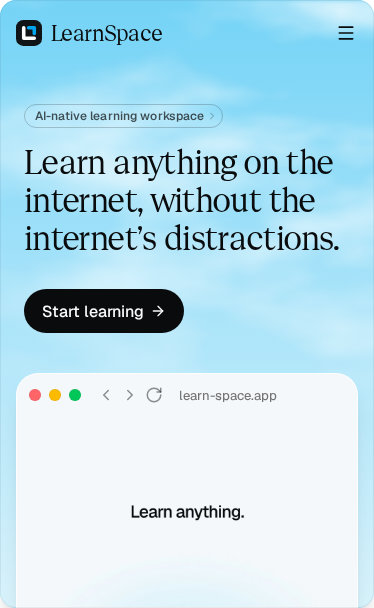 LearnSpace
AI-native learning workspace
Learn anything on the
internet, without the
internet’s distractions.
Start learning
learn-space.app
Learn anything.